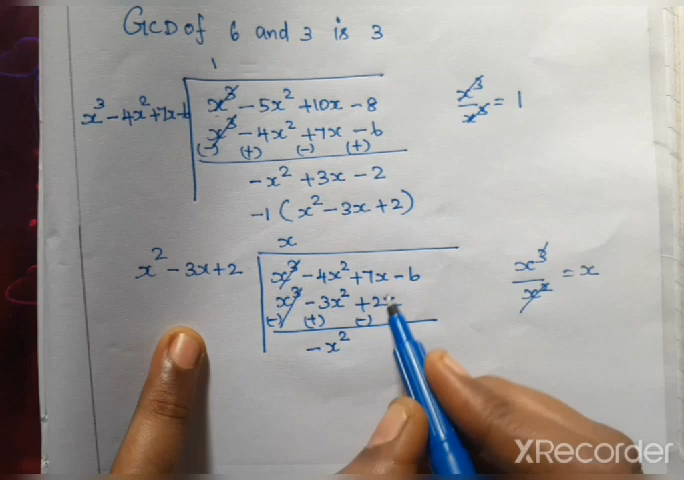 GCD of 6 and 3 is 3
1
x³ - 4x² + 7x - 6 | x³ - 5x² + 10x - 8    x³/x³ = 1
x³ - 4x² + 7x - 6
(-) (+) (-) (+)
-x² + 3x - 2
-1 (x² - 3x + 2)
x
x² - 3x + 2 | x³ - 4x² + 7x - 6    x³/x² = x
x³ - 3x² + 2
(-) (+) (-)
-x²
XRecorder